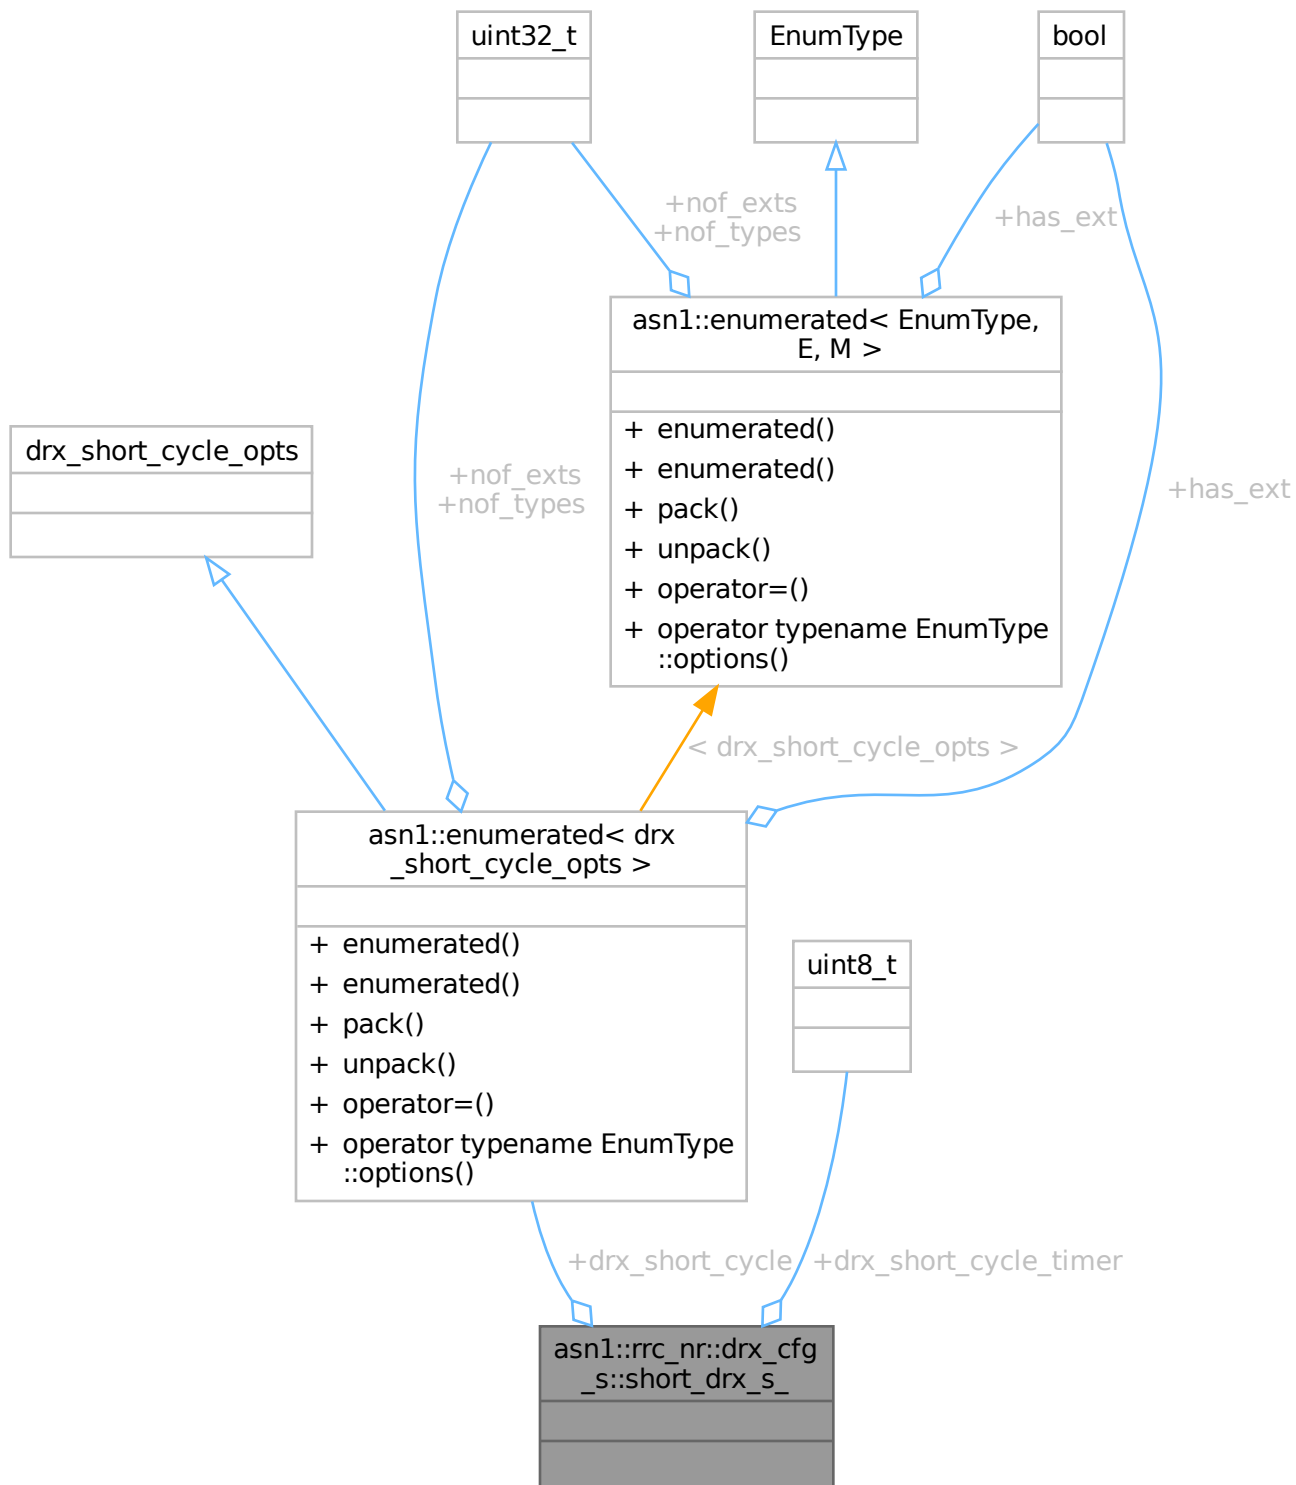 uint32_t
EnumType
bool
+nof_exts
+nof_types
+has_ext
asn1::enumerated< EnumType,
E, M >
+ enumerated()
+ enumerated()
+ pack()
+ unpack()
+ operator=()
+ operator typename EnumType
::options()
drx_short_cycle_opts
+nof_exts
+nof_types
+has_ext
< drx_short_cycle_opts >
asn1::enumerated< drx
_short_cycle_opts >
+ enumerated()
+ enumerated()
+ pack()
+ unpack()
+ operator=()
+ operator typename EnumType
::options()
uint8_t
+drx_short_cycle
+drx_short_cycle_timer
asn1::rrc_nr::drx_cfg
_s::short_drx_s_